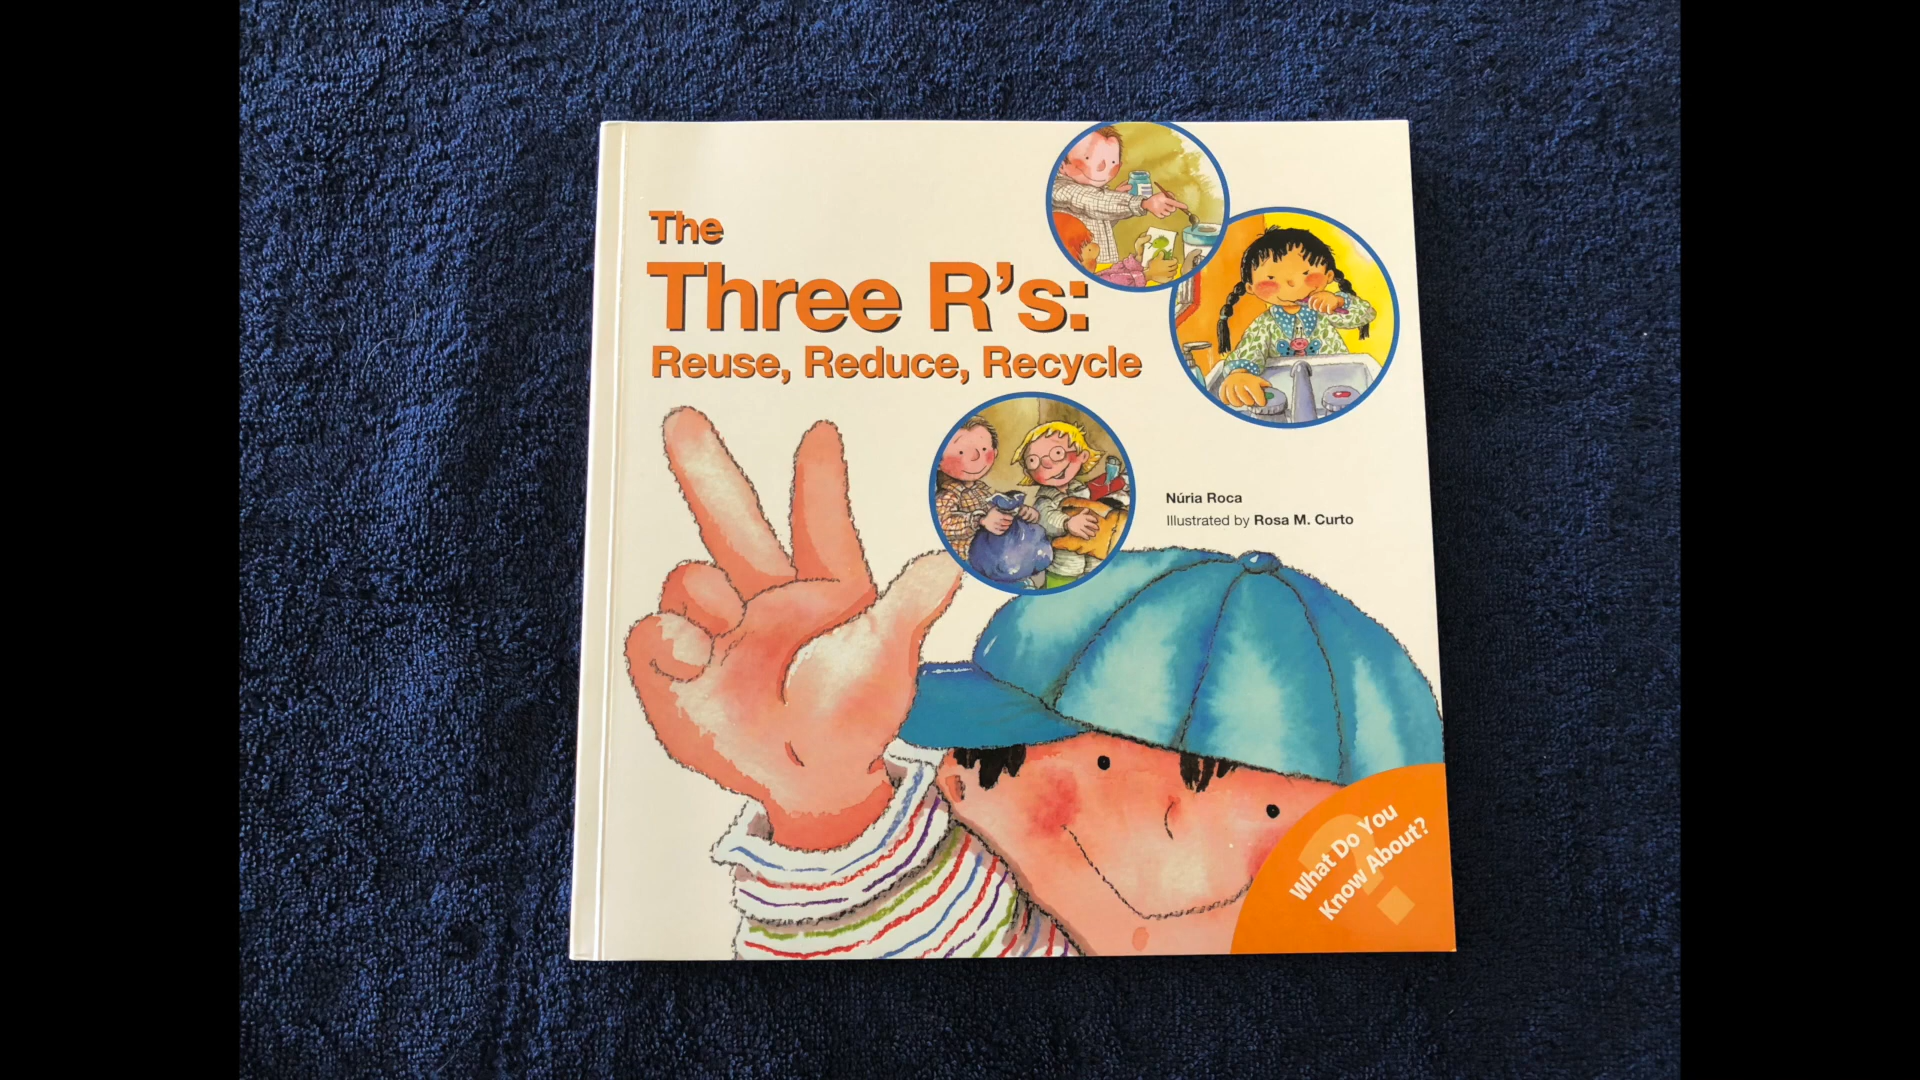 The
Three R's:
Reuse, Reduce, Recycle
Núria Roca
Illustrated by Rosa M. Curto
What Do You
Know About?
?